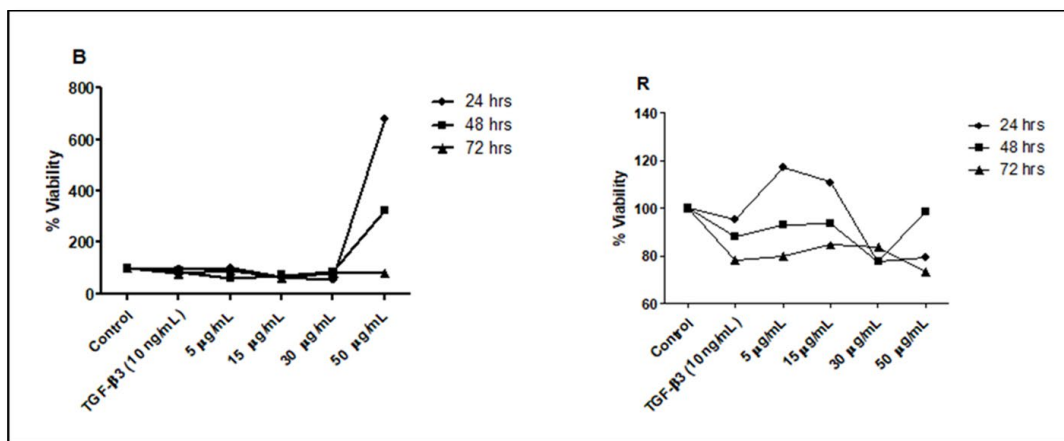 B
800
600
400
200
0
% Viability
Control
TGF-β3 (10 ng/mL)
5 µg/mL
15 µg/mL
30 µg/mL
50 µg/mL
24 hrs
48 hrs
72 hrs
R
140
120
100
80
60
% Viability
Control
TGF-β3 (10 ng/mL)
5 µg/mL
15 µg/mL
30 µg/mL
50 µg/mL
24 hrs
48 hrs
72 hrs